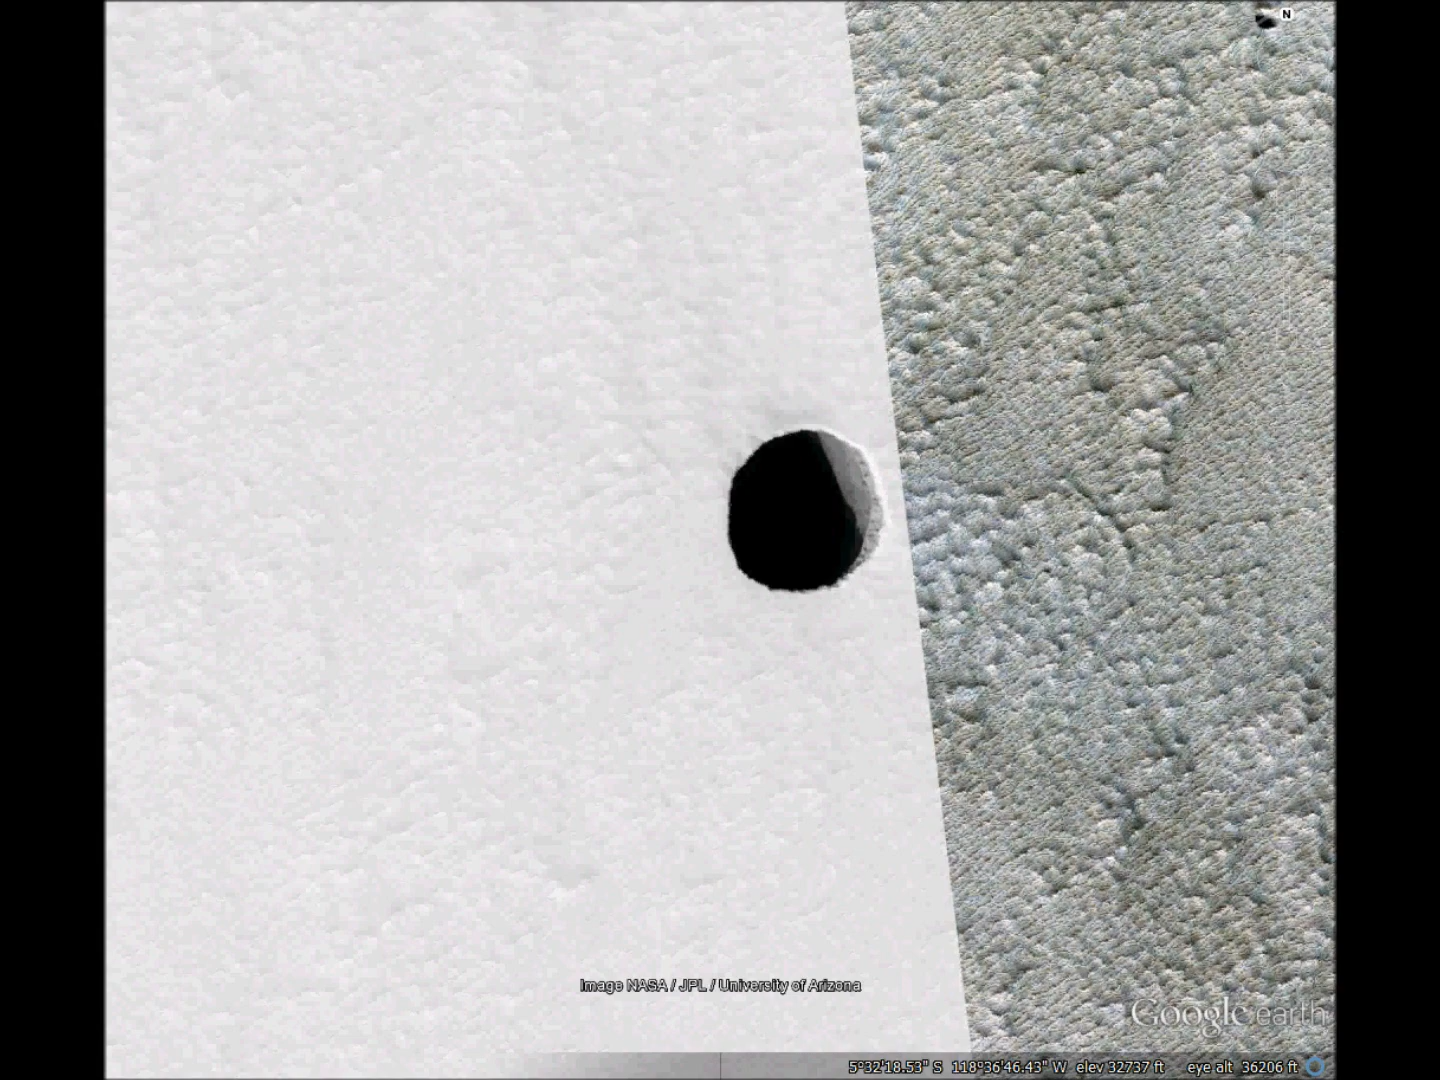 N
Image NASA / JPL / University of Arizona
Google earth
5°32'18.53" S 118°36'46.43" W elev 32737 ft eye alt 36206 ft